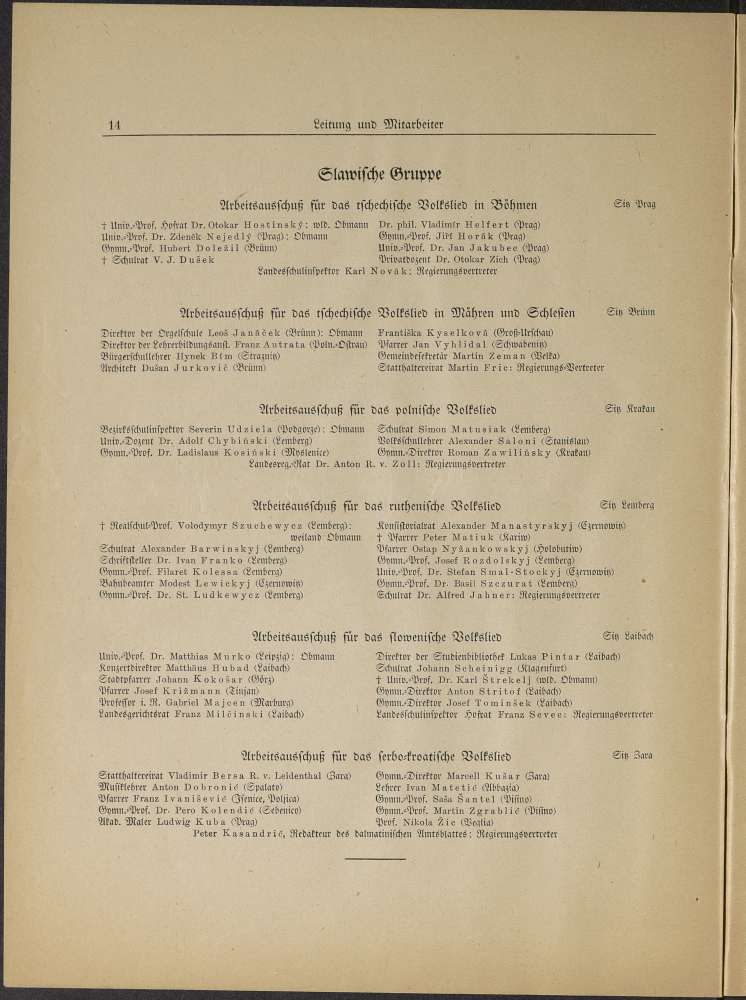 14 Leitung und Mitarbeiter
Slawische Gruppe
Arbeitsausschuß für das tschechische Volkslied in Böhmen Sitz Prag
† Univ.-Prof. Hofrat Dr. Otokar Hostinský: wld. Obmann
Univ.-Prof. Dr. Zdeněk Nejedlý (Prag): Obmann
Gymn.-Prof. Hubert Doležil (Brünn)
† Schulrat V. J. Dušek
Dr. phil. Vladimír Helfert (Prag)
Gymn.-Prof. Jiří Horák (Prag)
Univ.-Prof. Dr. Jan Jakubec (Prag)
Privatdozent Dr. Otokar Zich (Prag)
Landesschulinspektor Karl Novák: Regierungsvertreter
Arbeitsausschuß für das tschechische Volkslied in Mähren und Schlesien Sitz Brünn
Direktor der Orgelschule Leoš Janáček (Brünn): Obmann
Direktor der Lehrerbildungsanst. Franz Autrata (Poln.-Ostrau)
Bürgerschullehrer Hynek Bím (Straznitz)
Architekt Dušan Jurkovič (Brünn)
Františka Kyselková (Groß-Urschau)
Pfarrer Jan Vyhlidal (Schwabenitz)
Gemeindesekretär Martin Zeman (Velka)
Statthaltereirat Martin Fric: Regierungs-Vertreter
Arbeitsausschuß für das polnische Volkslied Sitz Krakau
Bezirksschulinspektor Severin Udziela (Podgorze): Obmann
Univ.-Dozent Dr. Adolf Chybiński (Lemberg)
Gymn.-Prof. Dr. Ladislaus Kosiński (Myslenice)
Schulrat Simon Matusiak (Lemberg)
Volksschullehrer Alexander Saloni (Stanislau)
Gymn.-Direktor Roman Zawilińsky (Krakau)
Landesreg.-Rat Dr. Anton R. v. Zoll: Regierungsvertreter
Arbeitsausschuß für das ruthenische Volkslied Sitz Lemberg
† Realschul-Prof. Volodymyr Szuchewycz (Lemberg):
weiland Obmann
Schulrat Alexander Barwinskyj (Lemberg)
Schriftsteller Dr. Ivan Franko (Lemberg)
Gymn.-Prof. Filaret Kolessa (Lemberg)
Bahnbeamter Modest Lewickyj (Czernowitz)
Gymn.-Prof. Dr. St. Ludkewycz (Lemberg)
Konsistorialrat Alexander Manastyrskyj (Czernowitz)
† Pfarrer Peter Matiuk (Kariw)
Pfarrer Ostap Nyžankowskyj (Holobutiw)
Gymn.-Prof. Josef Rozdolskyj (Lemberg)
Univ.-Prof. Dr. Stefan Smal-Stockyj (Czernowitz)
Gymn.-Prof. Dr. Basil Szczurat (Lemberg)
Schulrat Dr. Alfred Jahner: Regierungsvertreter
Arbeitsausschuß für das slowenische Volkslied Sitz Laibach
Univ.-Prof. Dr. Matthias Murko (Leipzig): Obmann
Konzertdirektor Matthäus Hubad (Laibach)
Stadtpfarrer Johann Kokošar (Görz)
Pfarrer Josef Križmann (Tinjan)
Professor i. R. Gabriel Majcen (Marburg)
Landesgerichtsrat Franz Milčinski (Laibach)
Direktor der Studienbibliothek Lukas Pintar (Laibach)
Schulrat Johann Scheinigg (Klagenfurt)
† Univ.-Prof. Dr. Karl Štrekelj (wld. Obmann)
Gymn.-Direktor Anton Stritof (Laibach)
Gymn.-Direktor Josef Tominšek (Laibach)
Landesschulinspektor Hofrat Franz Sevec: Regierungsvertreter
Arbeitsausschuß für das serbo-kroatische Volkslied Sitz Zara
Statthaltereirat Vladimir Bersa R. v. Leidenthal (Zara)
Musiklehrer Anton Dobronić (Spalato)
Pfarrer Franz Ivanišević (Jsenice, Poljica)
Gymn.-Prof. Dr. Pero Kolendić (Sebenico)
Akad. Maler Ludwig Kuba (Prag)
Gymn.-Direktor Marcell Kušar (Zara)
Lehrer Ivan Matetić (Abbazia)
Gymn.-Prof. Saša Šantel (Pisino)
Gymn.-Prof. Martin Zgrablić (Pisino)
Prof. Nikola Žic (Veglia)
Peter Kasandrić, Redakteur des dalmatinischen Amtsblattes: Regierungsvertreter